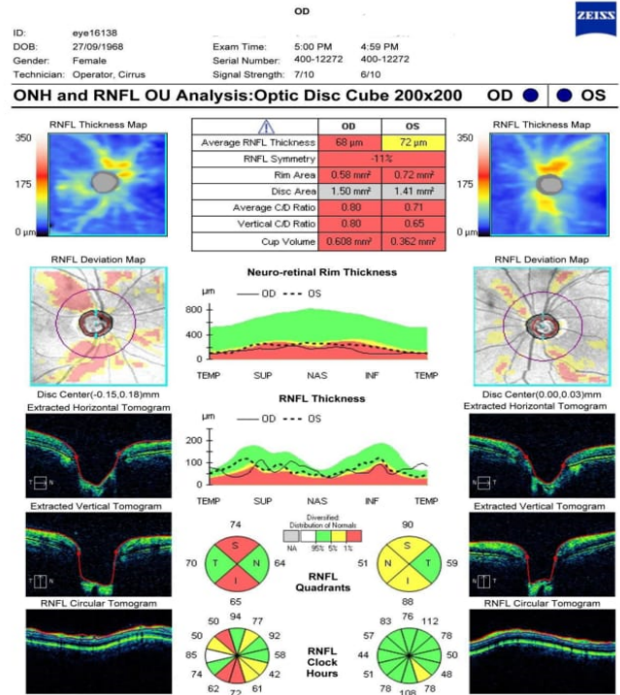 OD
ZEISS
ID: eye16138
DOB: 27/09/1968 Exam Time: 5:00 PM 4:59 PM
Gender: Female Serial Number: 400-12272 400-12272
Technician: Operator, Cirrus Signal Strength: 7/10 6/10
ONH and RNFL OU Analysis:Optic Disc Cube 200x200 OD OS
RNFL Thickness Map
350
175
0 µm
OD OS
Average RNFL Thickness 68 µm 72 µm
RNFL Symmetry -11%
Rim Area 0.58 mm² 0.72 mm²
Disc Area 1.50 mm² 1.41 mm²
Average C/D Ratio 0.80 0.71
Vertical C/D Ratio 0.80 0.65
Cup Volume 0.608 mm³ 0.362 mm³
RNFL Thickness Map
350
175
0 µm
RNFL Deviation Map
Disc Center(-0.15,0.18)mm
Neuro-retinal Rim Thickness
µm OD OS
800
400
0
TEMP SUP NAS INF TEMP
RNFL Deviation Map
Disc Center(0.00,0.03)mm
Extracted Horizontal Tomogram
T N
RNFL Thickness
µm OD OS
200
100
0
TEMP SUP NAS INF TEMP
Extracted Horizontal Tomogram
N T
Extracted Vertical Tomogram
Extracted Vertical Tomogram
Diversified:
Distribution of Normals
NA 95% 5% 1%
74
S
70 T N 64
I
65
RNFL
Quadrants
90
S
51 N T 59
I
88
RNFL Circular Tomogram
RNFL Circular Tomogram
94
50 77
50 92
85 58
74 42
62 61
72
RNFL
Clock
Hours
76
83 112
57 78
44 50
51 48
78 78
108